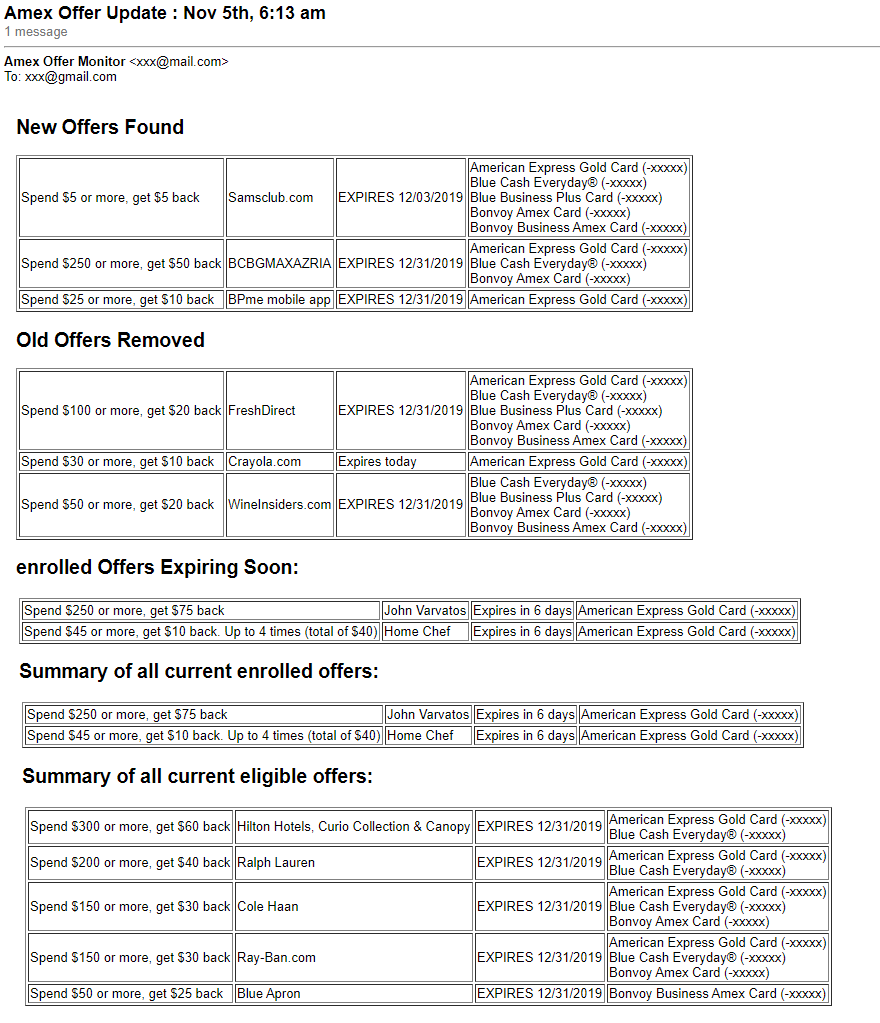 Amex Offer Update : Nov 5th, 6:13 am
1 message
Amex Offer Monitor <xxx@mail.com>
To: xxx@gmail.com
New Offers Found
Spend $5 or more, get $5 back Samsclub.com EXPIRES 12/03/2019 American Express Gold Card (-xxxxx)
Blue Cash Everyday® (-xxxxx)
Blue Business Plus Card (-xxxxx)
Bonvoy Amex Card (-xxxxx)
Bonvoy Business Amex Card (-xxxxx)
Spend $250 or more, get $50 back BCBGMAXAZRIA EXPIRES 12/31/2019 American Express Gold Card (-xxxxx)
Blue Cash Everyday® (-xxxxx)
Bonvoy Amex Card (-xxxxx)
Spend $25 or more, get $10 back BPme mobile app EXPIRES 12/31/2019 American Express Gold Card (-xxxxx)
Old Offers Removed
Spend $100 or more, get $20 back FreshDirect EXPIRES 12/31/2019 American Express Gold Card (-xxxxx)
Blue Cash Everyday® (-xxxxx)
Blue Business Plus Card (-xxxxx)
Bonvoy Amex Card (-xxxxx)
Bonvoy Business Amex Card (-xxxxx)
Spend $30 or more, get $10 back Crayola.com Expires today American Express Gold Card (-xxxxx)
Spend $50 or more, get $20 back WineInsiders.com EXPIRES 12/31/2019 Blue Cash Everyday® (-xxxxx)
Blue Business Plus Card (-xxxxx)
Bonvoy Amex Card (-xxxxx)
Bonvoy Business Amex Card (-xxxxx)
enrolled Offers Expiring Soon:
Spend $250 or more, get $75 back John Varvatos Expires in 6 days American Express Gold Card (-xxxxx)
Spend $45 or more, get $10 back. Up to 4 times (total of $40) Home Chef Expires in 6 days American Express Gold Card (-xxxxx)
Summary of all current enrolled offers:
Spend $250 or more, get $75 back John Varvatos Expires in 6 days American Express Gold Card (-xxxxx)
Spend $45 or more, get $10 back. Up to 4 times (total of $40) Home Chef Expires in 6 days American Express Gold Card (-xxxxx)
Summary of all current eligible offers:
Spend $300 or more, get $60 back Hilton Hotels, Curio Collection & Canopy EXPIRES 12/31/2019 American Express Gold Card (-xxxxx)
Blue Cash Everyday® (-xxxxx)
Spend $200 or more, get $40 back Ralph Lauren EXPIRES 12/31/2019 American Express Gold Card (-xxxxx)
Blue Cash Everyday® (-xxxxx)
Spend $150 or more, get $30 back Cole Haan EXPIRES 12/31/2019 American Express Gold Card (-xxxxx)
Blue Cash Everyday® (-xxxxx)
Bonvoy Amex Card (-xxxxx)
Spend $150 or more, get $30 back Ray-Ban.com EXPIRES 12/31/2019 American Express Gold Card (-xxxxx)
Blue Cash Everyday® (-xxxxx)
Bonvoy Amex Card (-xxxxx)
Spend $50 or more, get $25 back Blue Apron EXPIRES 12/31/2019 Bonvoy Business Amex Card (-xxxxx)